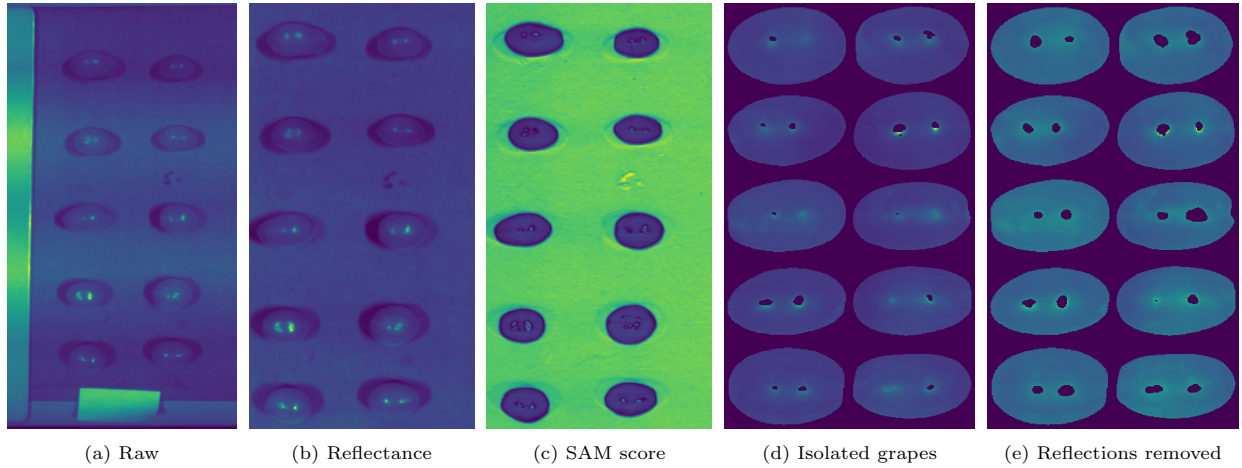 (a) Raw
(b) Reflectance
(c) SAM score
(d) Isolated grapes
(e) Reflections removed